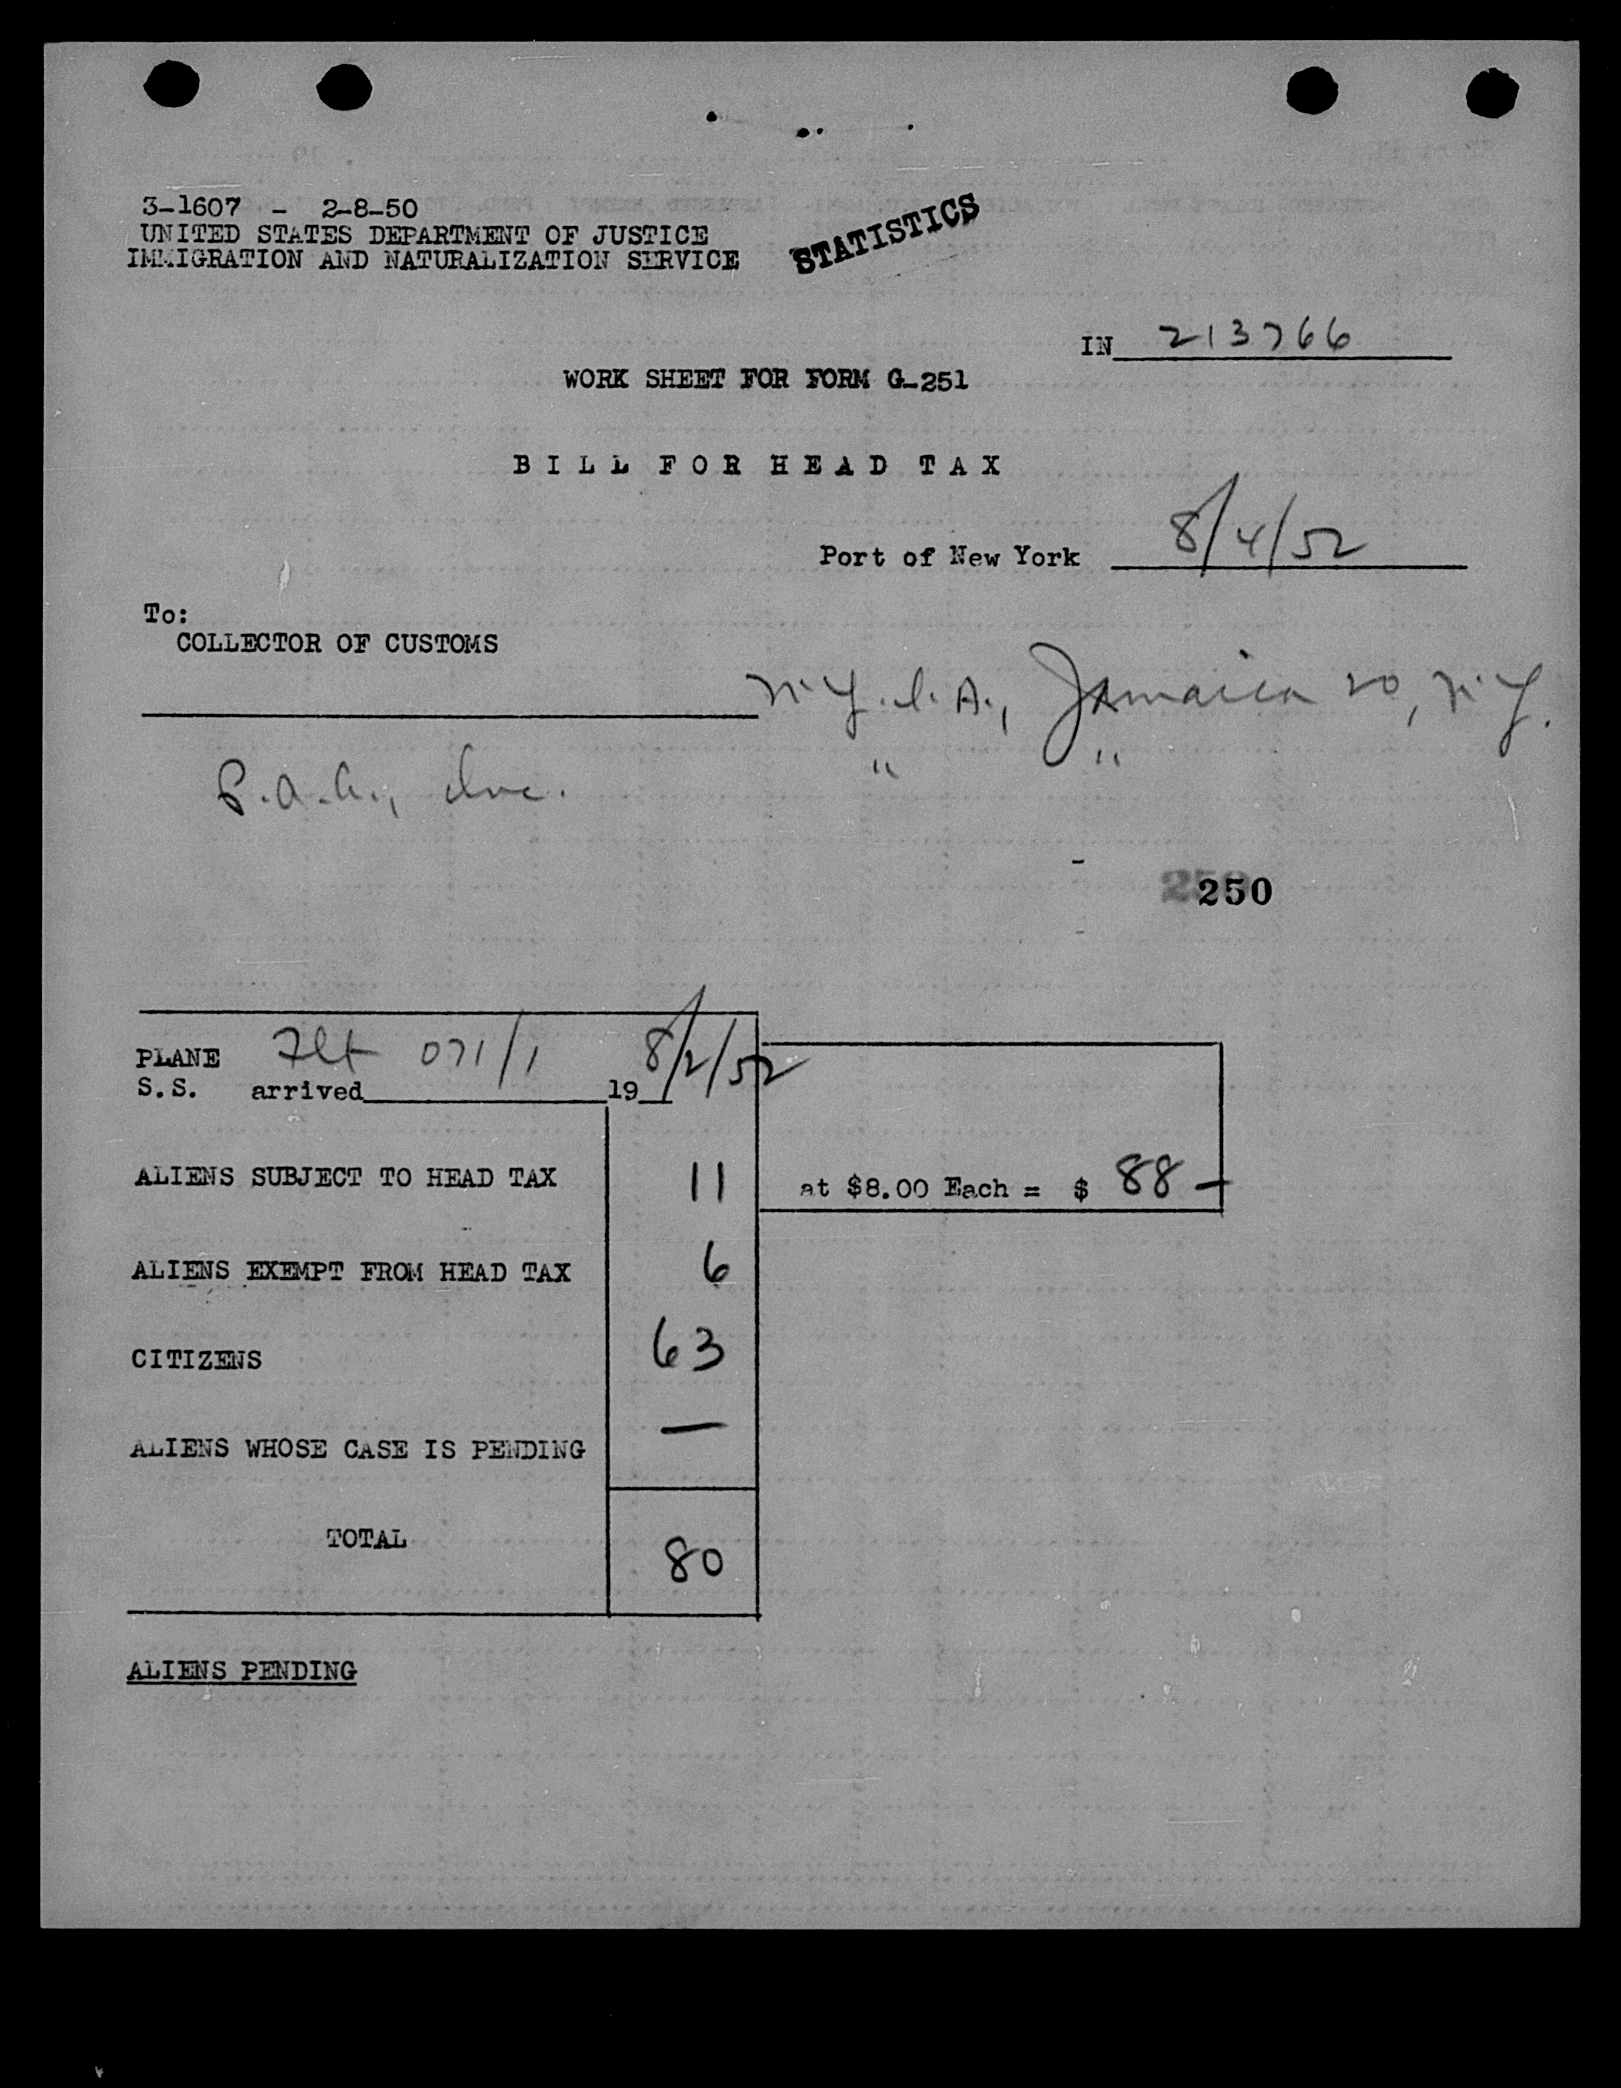 3-1607 - 2-8-50
UNITED STATES DEPARTMENT OF JUSTICE
IMMIGRATION AND NATURALIZATION SERVICE
STATISTICS
IN 213766
WORK SHEET FOR FORM G-251
BILL FOR HEAD TAX
Port of New York 8/4/52
To:
COLLECTOR OF CUSTOMS
N.Y.I.A., Jamaica 20, N.Y.
P.A.A., Inc. " "
250
PLANE Flt 071/1 8/2/52
S.S. arrived 19
ALIENS SUBJECT TO HEAD TAX 11 at $8.00 Each = $ 88-
ALIENS EXEMPT FROM HEAD TAX 6
CITIZENS 63
ALIENS WHOSE CASE IS PENDING —
TOTAL 80
ALIENS PENDING